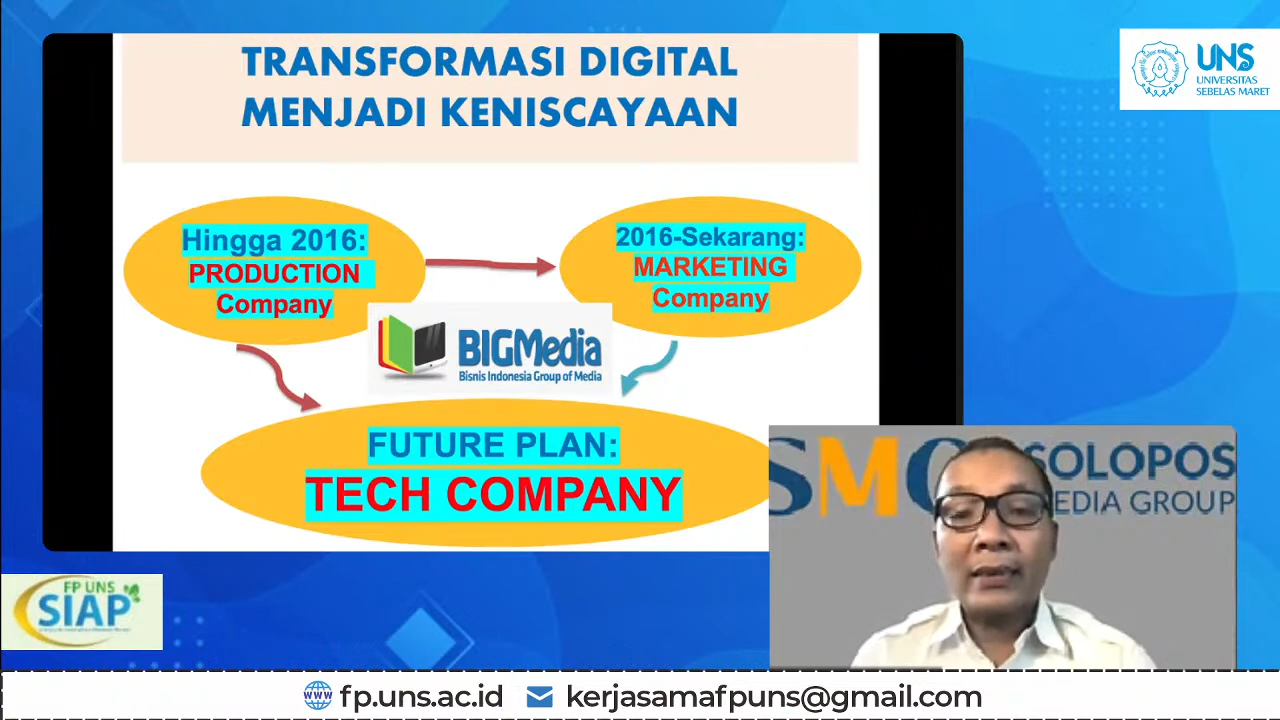 TRANSFORMASI DIGITAL
MENJADI KENISCAYAAN
UNS
UNIVERSITAS
SEBELAS MARET
Hingga 2016:
PRODUCTION
Company
2016-Sekarang:
MARKETING
Company
BIGMedia
Bisnis Indonesia Group of Media
FUTURE PLAN:
TECH COMPANY
SM
SOLOPOS
MEDIA GROUP
FP UNS
SIAP
www
fp.uns.ac.id
kerjasamafpuns@gmail.com